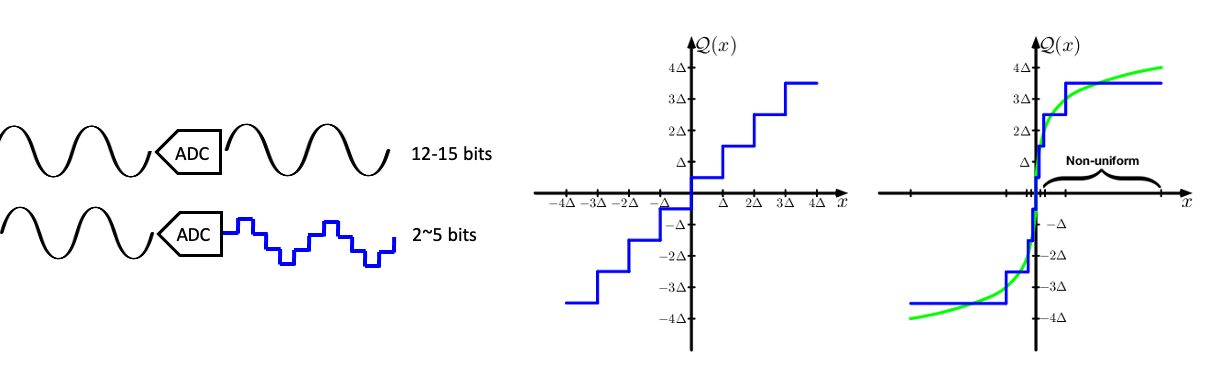 ADC
12-15 bits
ADC
2~5 bits
𝒬(x)
4Δ
3Δ
2Δ
Δ
−4Δ −3Δ −2Δ −Δ Δ 2Δ 3Δ 4Δ x
−Δ
−2Δ
−3Δ
−4Δ
𝒬(x)
4Δ
3Δ
2Δ
Δ
Non-uniform
x
−Δ
−2Δ
−3Δ
−4Δ